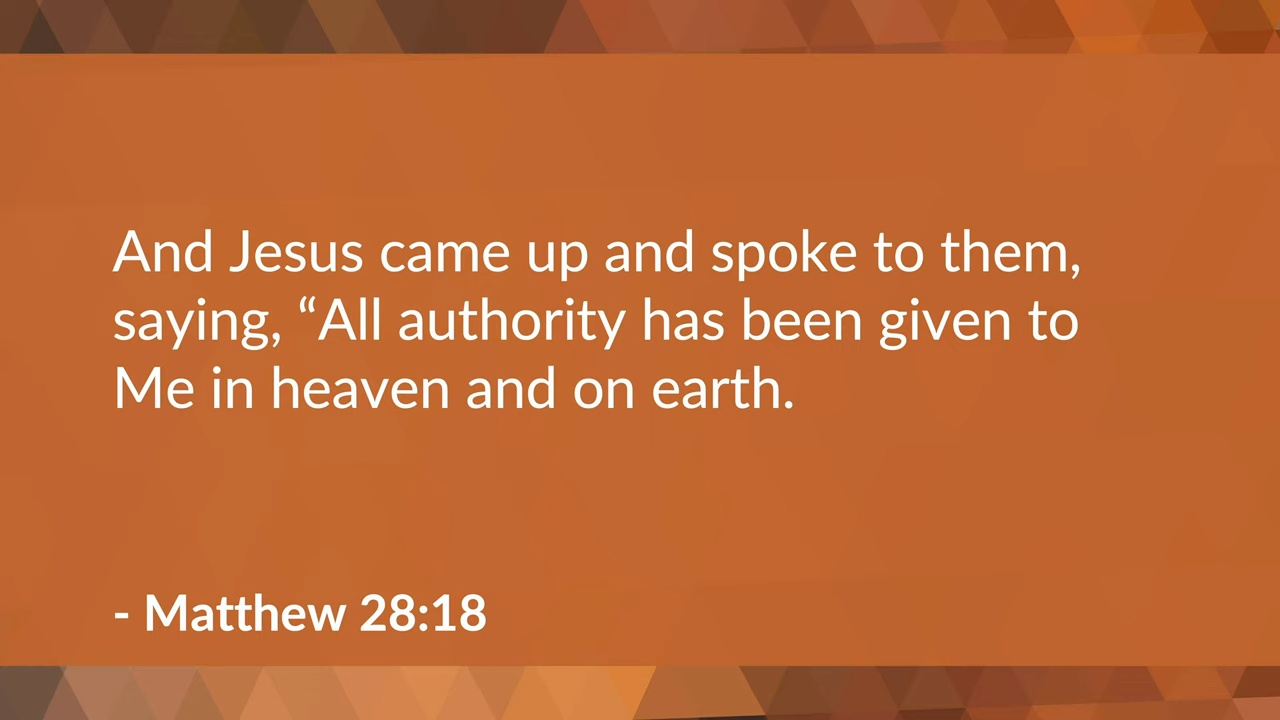 And Jesus came up and spoke to them,
saying, “All authority has been given to
Me in heaven and on earth.
- Matthew 28:18